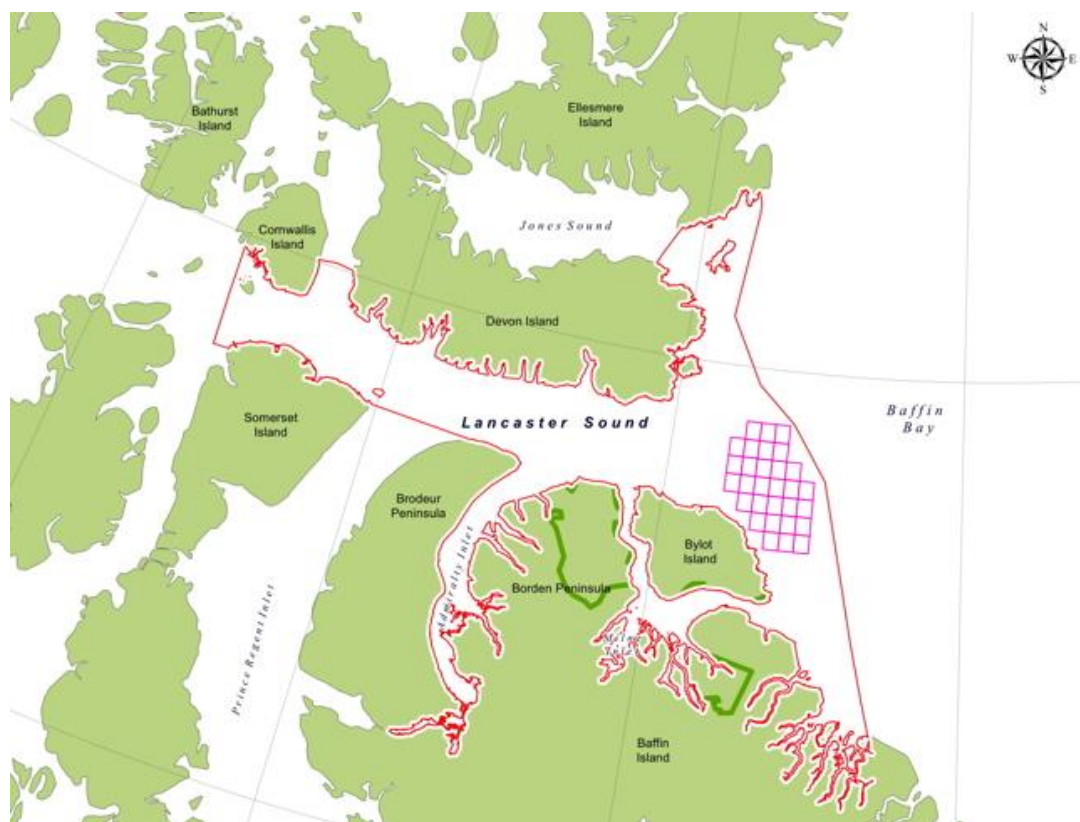 N
W
E
S
Bathurst
Island
Ellesmere
Island
Jones Sound
Cornwallis
Island
Devon Island
Baffin
Bay
Somerset
Island
Lancaster Sound
Brodeur
Peninsula
Admiralty Inlet
Bylot
Island
Borden Peninsula
Prince Regent Inlet
Milne
Inlet
Baffin
Island